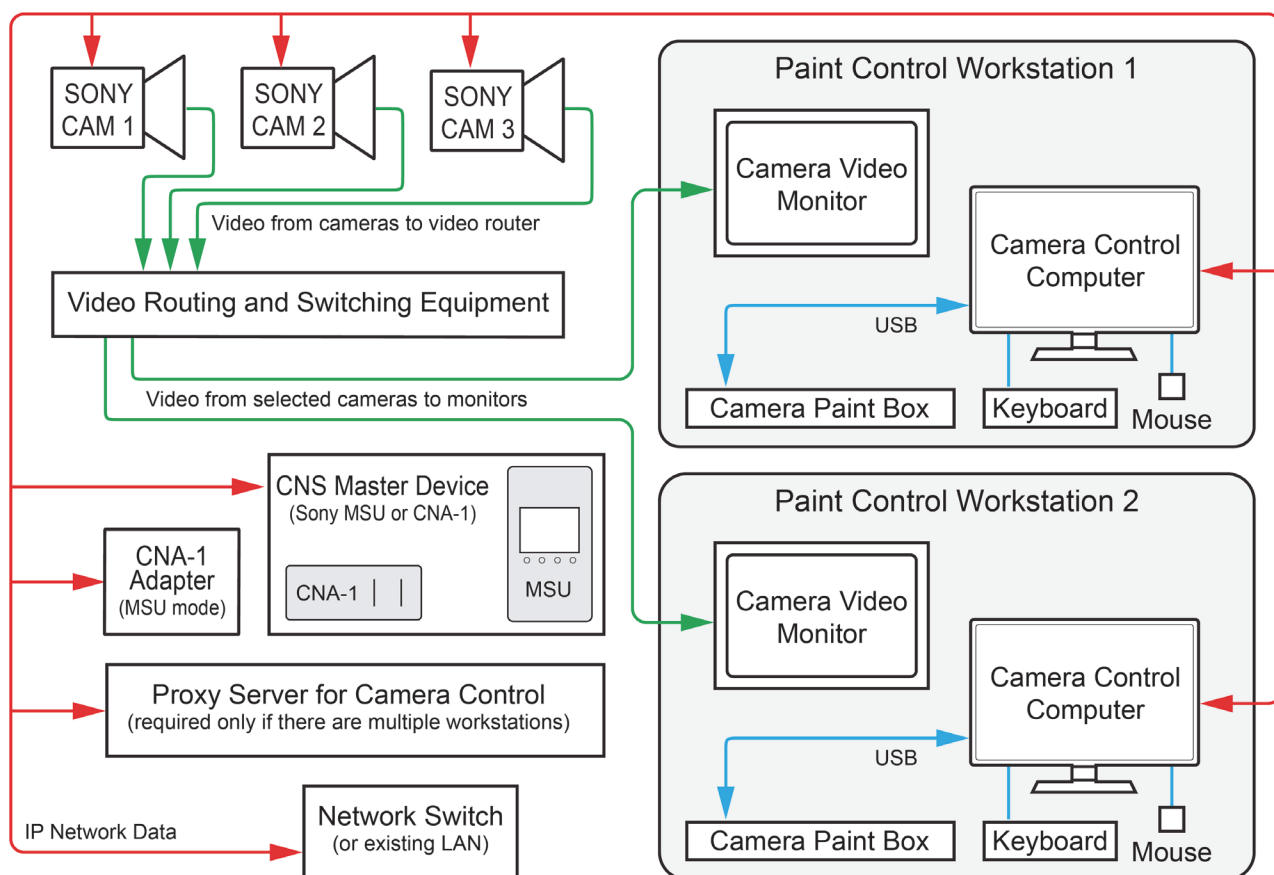 SONY
CAM 1
SONY
CAM 2
SONY
CAM 3
Video from cameras to video router
Video Routing and Switching Equipment
Video from selected cameras to monitors
CNS Master Device
(Sony MSU or CNA-1)
CNA-1
MSU
CNA-1
Adapter
(MSU mode)
Proxy Server for Camera Control
(required only if there are multiple workstations)
IP Network Data
Network Switch
(or existing LAN)
Paint Control Workstation 1
Camera Video
Monitor
Camera Control
Computer
USB
Camera Paint Box
Keyboard
Mouse
Paint Control Workstation 2
Camera Video
Monitor
Camera Control
Computer
USB
Camera Paint Box
Keyboard
Mouse